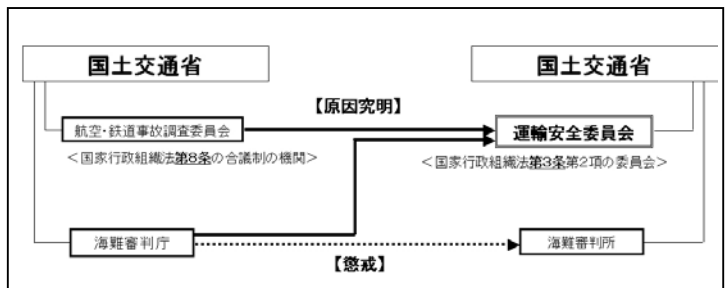 国土交通省
国土交通省
【原因究明】
航空・鉄道事故調査委員会
運輸安全委員会
＜国家行政組織法第8条の合議制の機関＞
＜国家行政組織法第3条第2項の委員会＞
海難審判庁
海難審判所
【懲戒】